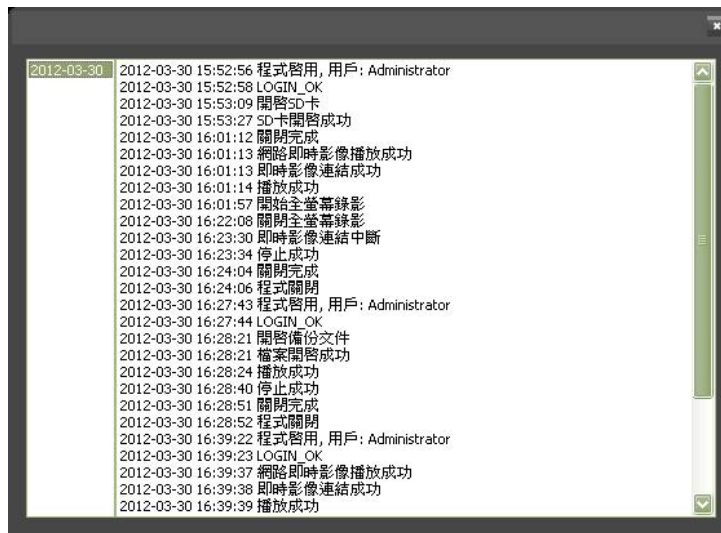 2012-03-30
2012-03-30 15:52:56 程式啓用, 用戶: Administrator
2012-03-30 15:52:58 LOGIN_OK
2012-03-30 15:53:09 開啓SD卡
2012-03-30 15:53:27 SD卡開啓成功
2012-03-30 16:01:12 關閉完成
2012-03-30 16:01:13 網路即時影像播放成功
2012-03-30 16:01:13 即時影像連結成功
2012-03-30 16:01:14 播放成功
2012-03-30 16:01:57 開始全螢幕錄影
2012-03-30 16:22:08 關閉全螢幕錄影
2012-03-30 16:23:30 即時影像連結中斷
2012-03-30 16:23:34 停止成功
2012-03-30 16:24:04 關閉完成
2012-03-30 16:24:06 程式關閉
2012-03-30 16:27:43 程式啓用, 用戶: Administrator
2012-03-30 16:27:44 LOGIN_OK
2012-03-30 16:28:21 開啓備份文件
2012-03-30 16:28:21 檔案開啓成功
2012-03-30 16:28:24 播放成功
2012-03-30 16:28:40 停止成功
2012-03-30 16:28:51 關閉完成
2012-03-30 16:28:52 程式關閉
2012-03-30 16:39:22 程式啓用, 用戶: Administrator
2012-03-30 16:39:23 LOGIN_OK
2012-03-30 16:39:37 網路即時影像播放成功
2012-03-30 16:39:38 即時影像連結成功
2012-03-30 16:39:39 播放成功